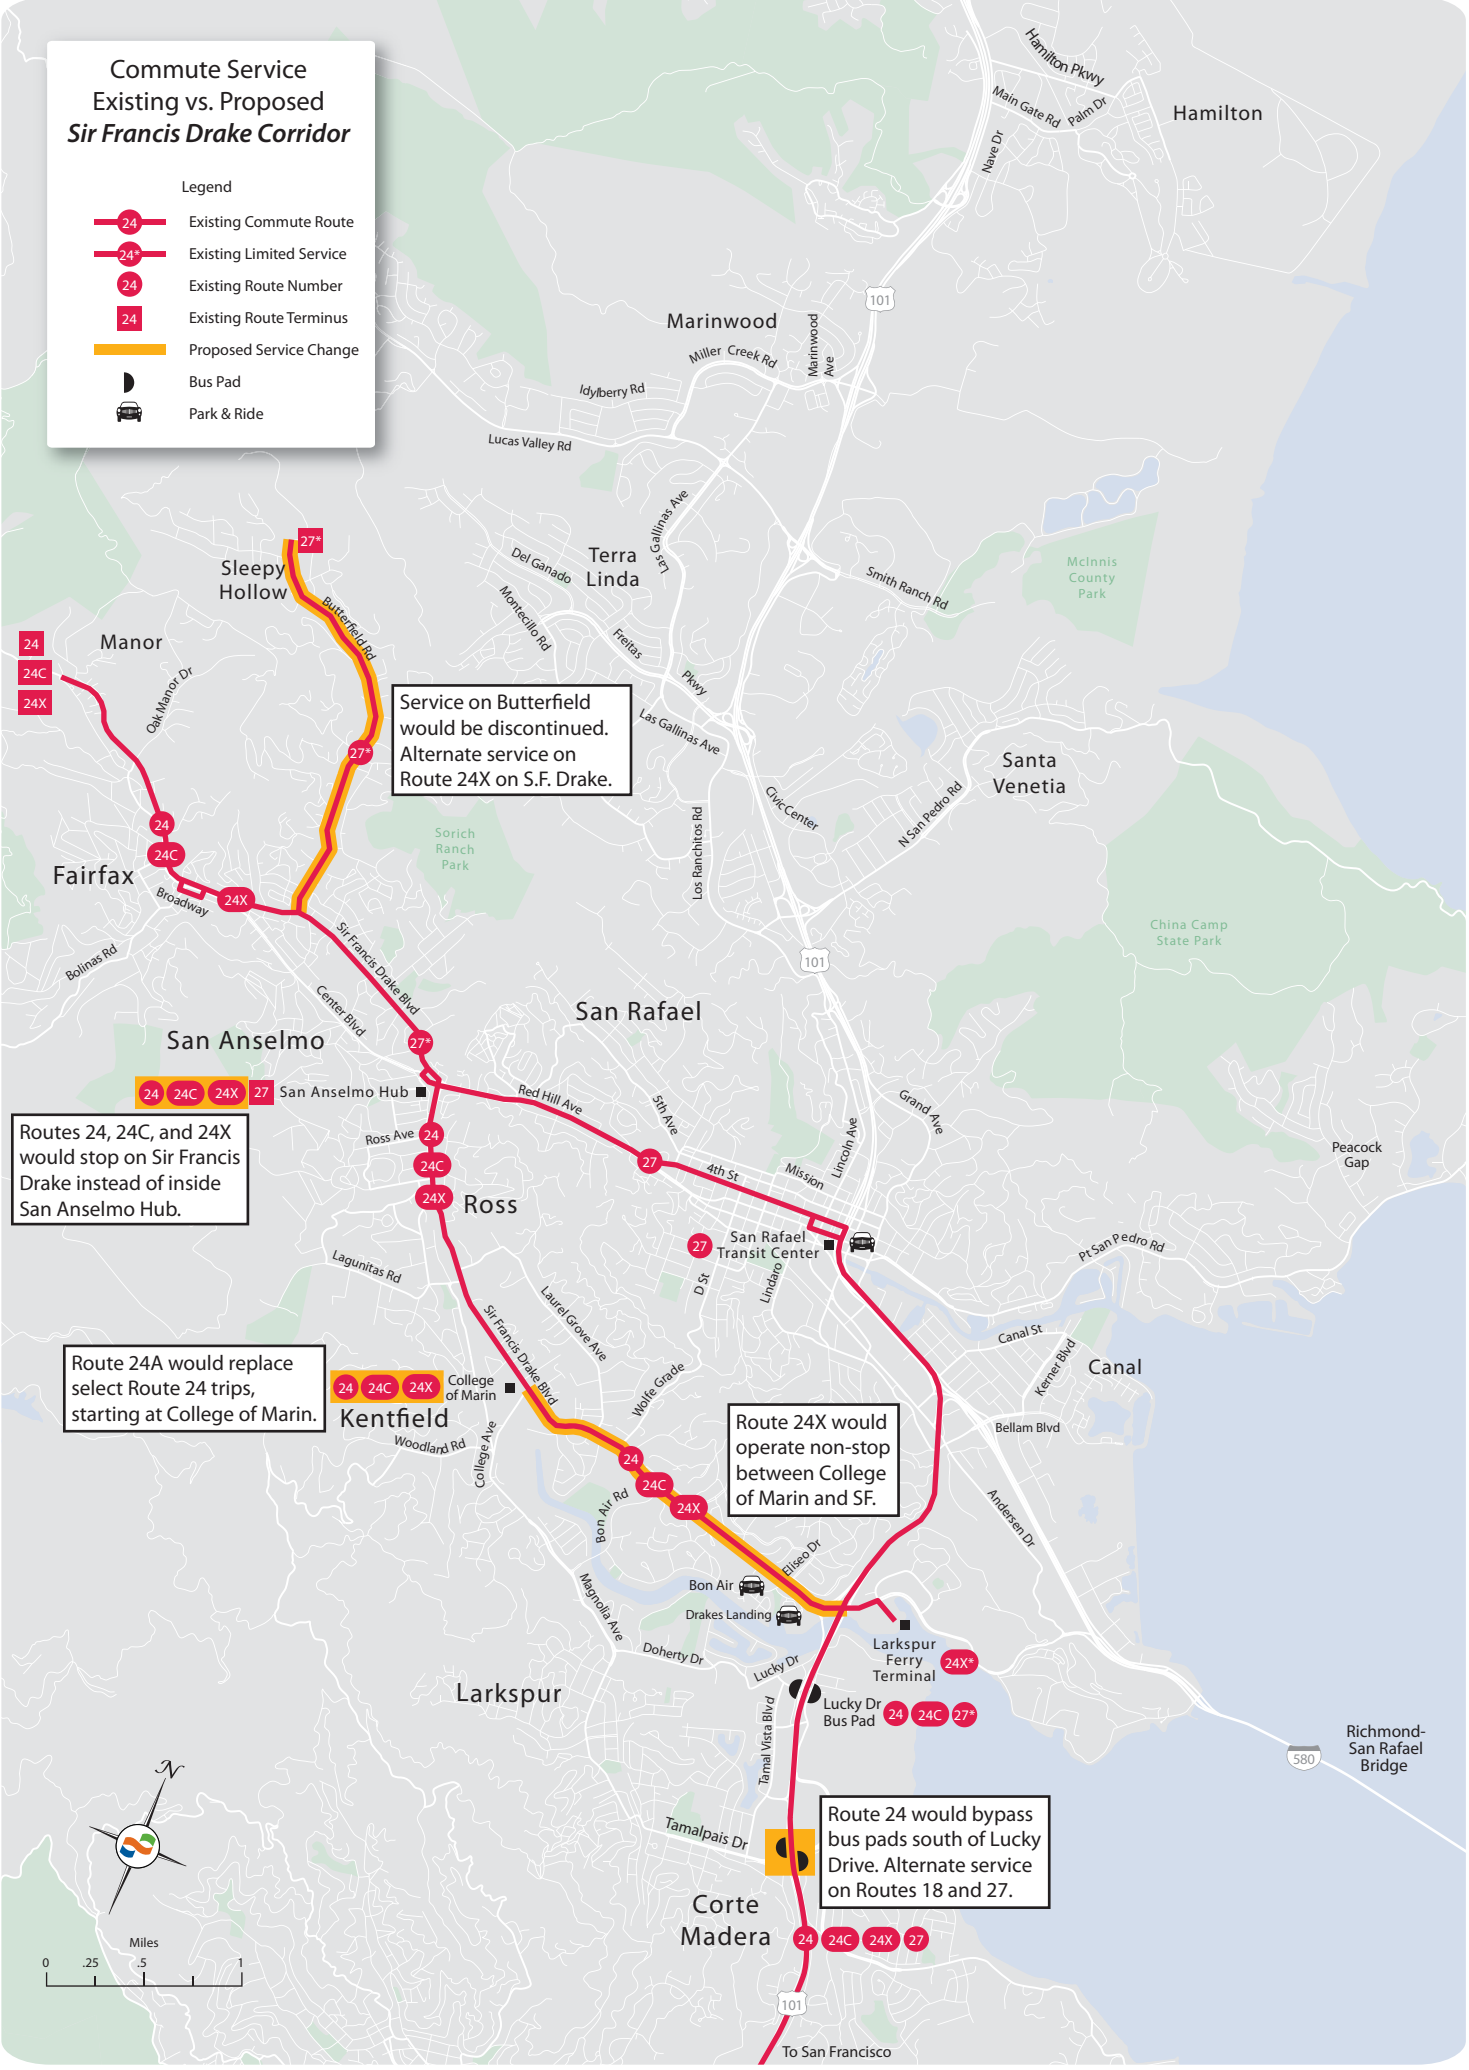 Commute Service
Existing vs. Proposed
Sir Francis Drake Corridor
Legend
24 Existing Commute Route
24* Existing Limited Service
24 Existing Route Number
24 Existing Route Terminus
Proposed Service Change
Bus Pad
Park & Ride
Hamilton Pkwy
Main Gate Rd
Palm Dr
Hamilton
Nave Dr
101
Marinwood
Marinwood
Ave
Miller Creek Rd
Idylberry Rd
Lucas Valley Rd
Las Gallinas Ave
Terra
Linda
Del Ganado
Montecillo Rd
Freitas
Pkwy
Las Gallinas Ave
Smith Ranch Rd
McInnis
County
Park
27*
Sleepy
Hollow
Butterfield Rd
24
24C
24X
Manor
Oak Manor Dr
27*
Service on Butterfield
would be discontinued.
Alternate service on
Route 24X on S.F. Drake.
Santa
Venetia
N San Pedro Rd
Civic Center
Los Ranchitos Rd
Sorich
Ranch
Park
24
24C
24X
Fairfax
Broadway
Bolinas Rd
Sir Francis Drake Blvd
Center Blvd
China Camp
State Park
101
San Rafael
San Anselmo
27*
24 24C 24X 27 San Anselmo Hub
Routes 24, 24C, and 24X
would stop on Sir Francis
Drake instead of inside
San Anselmo Hub.
Red Hill Ave
5th Ave
Grand Ave
Lincoln Ave
Mission
4th St
27
Ross Ave
24
24C
24X
Ross
Peacock
Gap
27
San Rafael
Transit Center
Pt San Pedro Rd
Lagunitas Rd
D St
Lindaro
Laurel Grove Ave
Sir Francis Drake Blvd
Wolfe Grade
Canal St
Kerner Blvd
Canal
Bellam Blvd
Route 24A would replace
select Route 24 trips,
starting at College of Marin.
24 24C 24X
College
of Marin
Kentfield
Woodland Rd
College Ave
Route 24X would
operate non-stop
between College
of Marin and SF.
24
24C
24X
Bon Air Rd
Andersen Dr
Eliseo Dr
Bon Air
Drakes Landing
Magnolia Ave
Doherty Dr
Lucky Dr
Larkspur
Ferry
Terminal
24X*
Lucky Dr
Bus Pad
24 24C 27*
Larkspur
Tamal Vista Blvd
Richmond-
San Rafael
Bridge
580
N
Tamalpais Dr
Route 24 would bypass
bus pads south of Lucky
Drive. Alternate service
on Routes 18 and 27.
Corte
Madera
24 24C 24X 27
Miles
0 .25 .5 1
101
To San Francisco